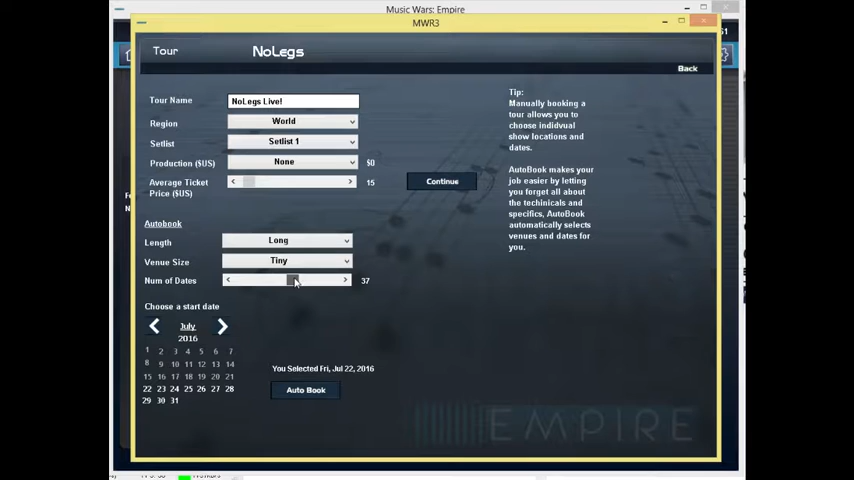 Music Wars: Empire
MWR3
Tour
NoLegs
Back
Tour Name
NoLegs Live!
Region
World
Setlist
Setlist 1
Production ($US)
None
$0
Average Ticket
Price ($US)
15
Continue
Tip:
Manually booking a
tour allows you to
choose indivdual
show locations and
dates.
AutoBook makes your
job easier by letting
you forget all about
the techinicals and
specifics, AutoBook
automatically selects
venues and dates for
you.
Autobook
Length
Long
Venue Size
Tiny
Num of Dates
37
Choose a start date
July
2016
1 2 3 4 5 6 7
8 9 10 11 12 13 14
15 16 17 18 19 20 21
22 23 24 25 26 27 28
29 30 31
You Selected Fri, Jul 22, 2016
Auto Book
EMPIRE